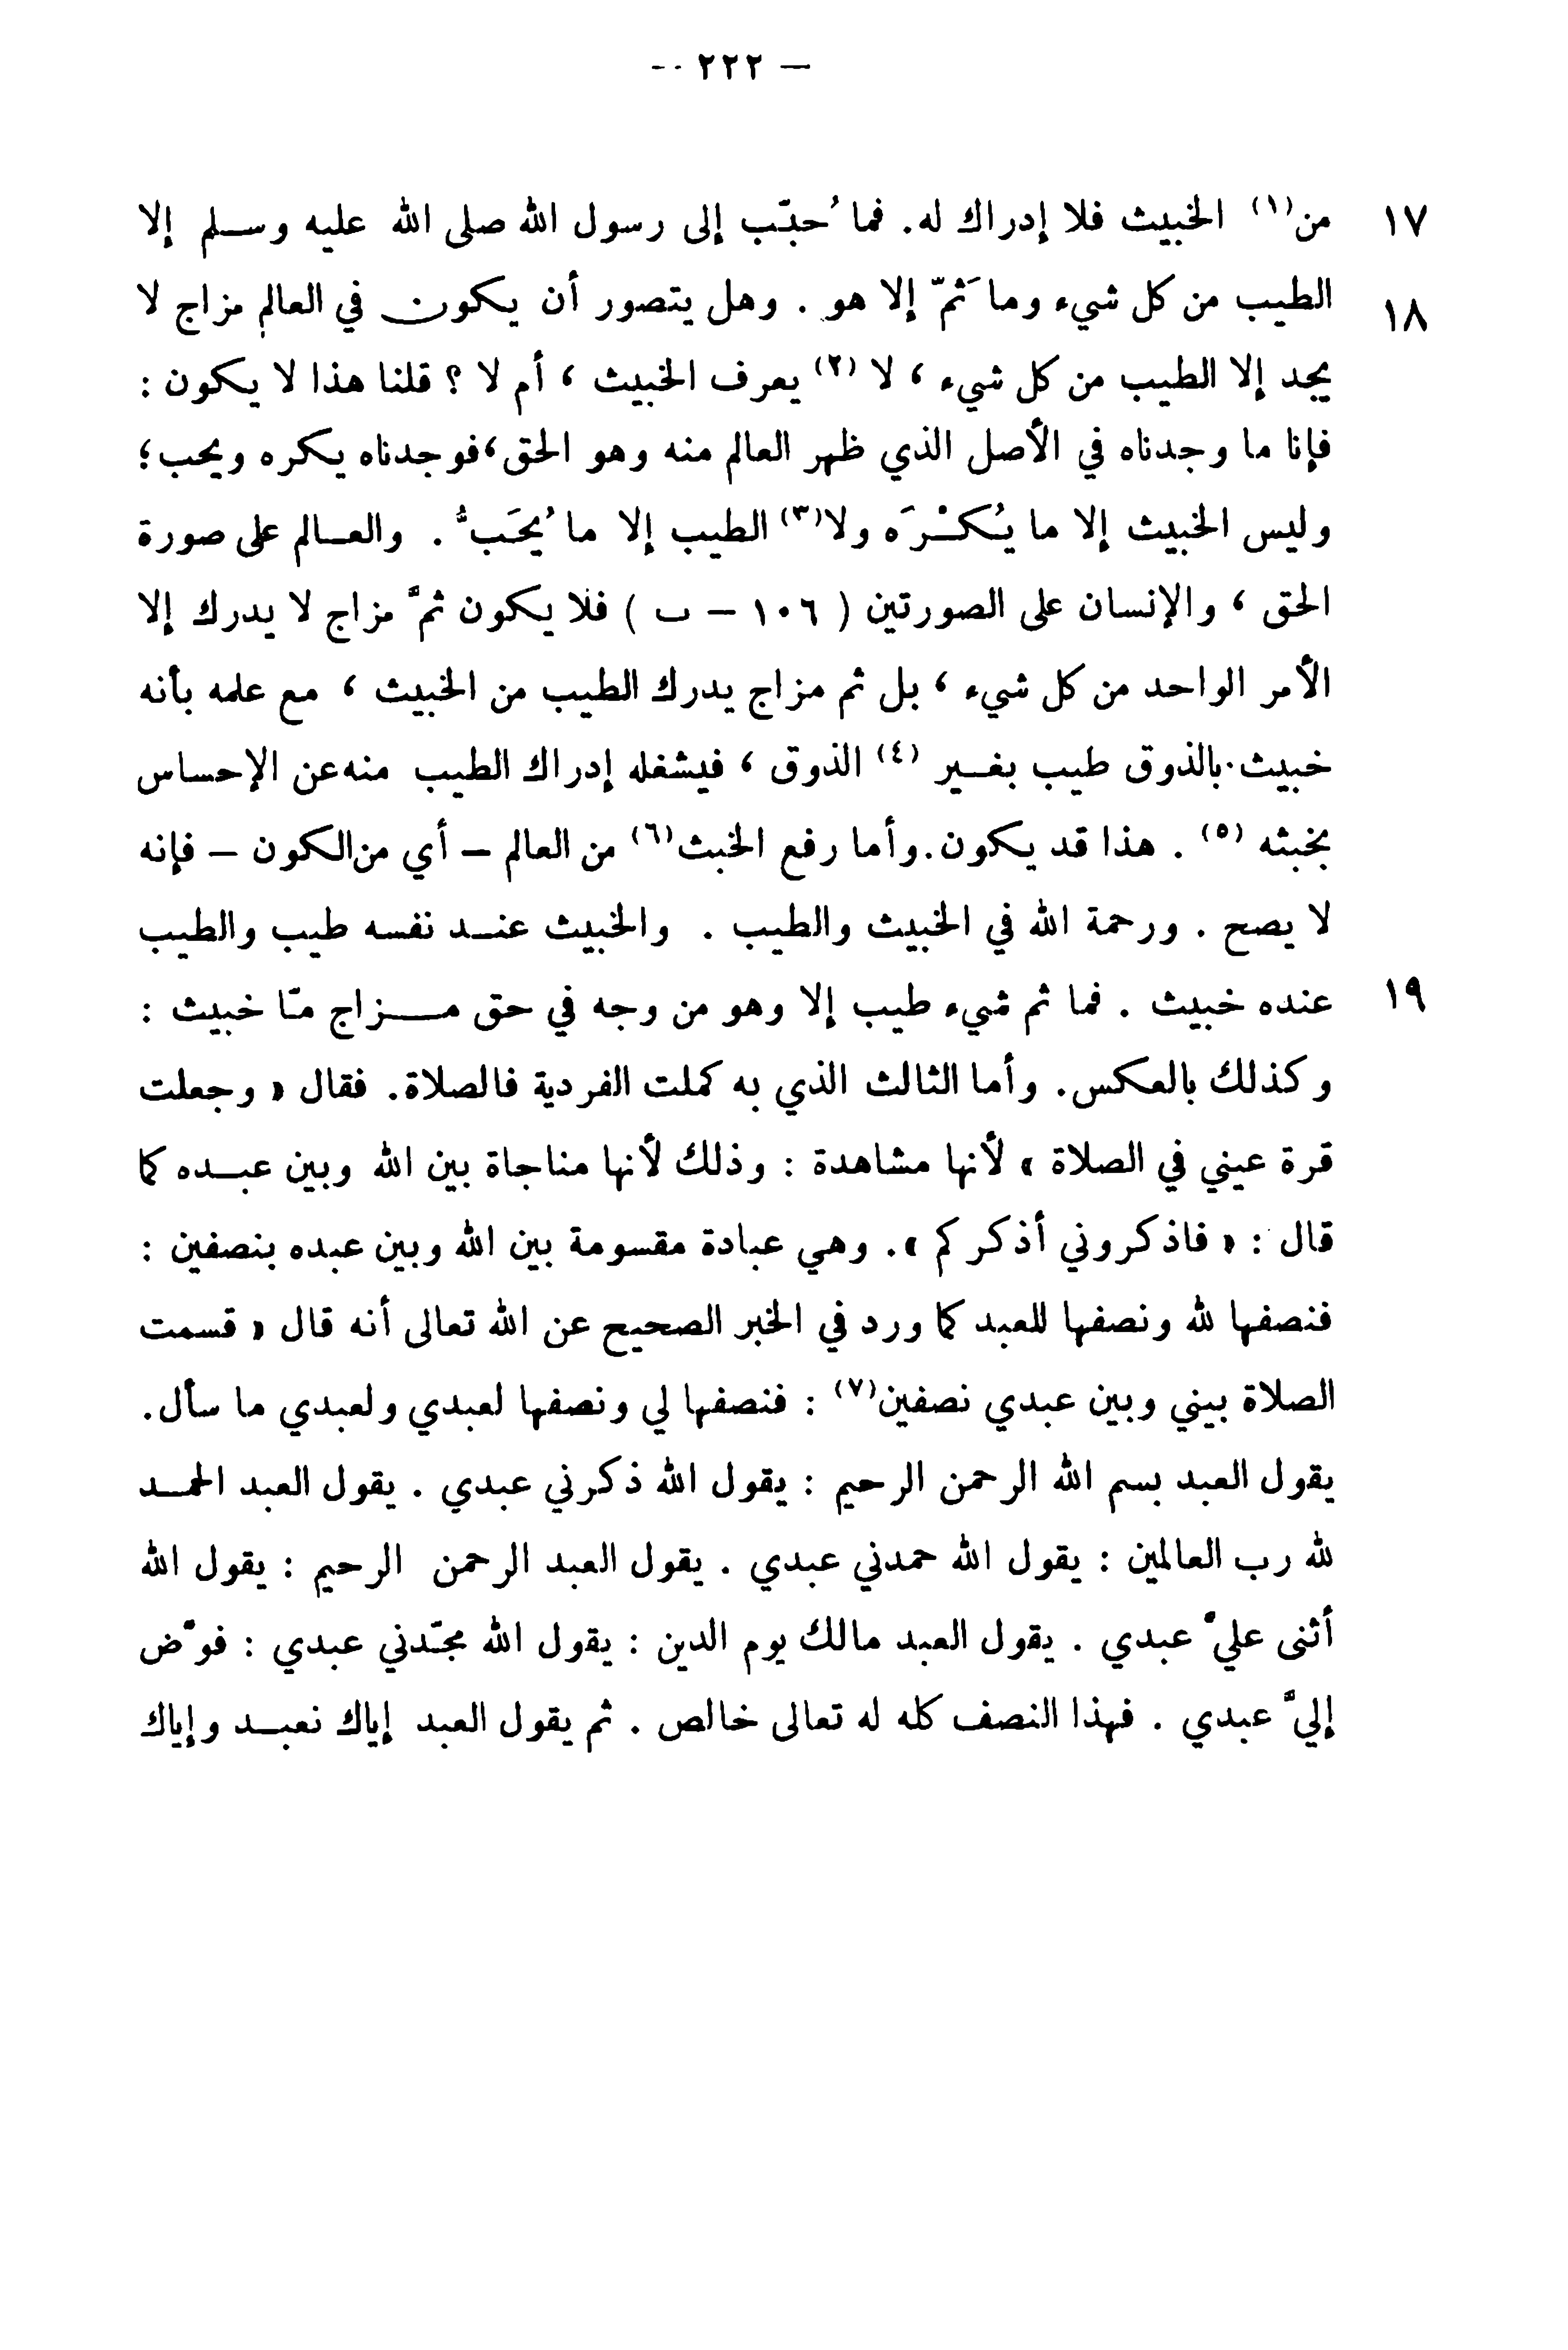 — ٢٢٢ --
١٧ من(١) الخبيث فلا إدراك له. فما حُبّب إلى رسول الله صلى الله عليه وسلم إلا
١٨ الطيب من كل شيء وما ثَمّ إلا هو . وهل يتصور أن يكون في العالم مزاج لا
يجد إلا الطيب من كل شيء ، لا (٢) يعرف الخبيث ، أم لا ؟ قلنا هذا لا يكون :
فإنا ما وجدناه في الأصل الذي ظهر العالم منه وهو الحق، فوجدناه يكره ويحب؛
وليس الخبيث إلا ما يُكْرَه ولا(٣) الطيب إلا ما يُحَبُّ . والعالم على صورة
الحق ، والإنسان على الصورتين ( ١٠٦ – ب ) فلا يكون ثمَّ مزاج لا يدرك إلا
الأمر الواحد من كل شيء ، بل ثم مزاج يدرك الطيب من الخبيث ، مع علمه بأنه
خبيث بالذوق طيب بغير (٤) الذوق ، فيشغله إدراك الطيب منه عن الإحساس
بخبثه (٥) . هذا قد يكون. وأما رفع الخبث(٦) من العالم – أي من الكون – فإنه
لا يصح . ورحمة الله في الخبيث والطيب . والخبيث عند نفسه طيب والطيب
١٩ عنده خبيث . فما ثم شيء طيب إلا وهو من وجه في حق مزاج مّا خبيث :
وكذلك بالعكس. وأما الثالث الذي به كملت الفردية فالصلاة. فقال « وجعلت
قرة عيني في الصلاة » لأنها مشاهدة : وذلك لأنها مناجاة بين الله وبين عبده كما
قال : « فاذكروني أذكركم ». وهي عبادة مقسومة بين الله وبين عبده بنصفين :
فنصفها لله ونصفها للعبد كما ورد في الخبر الصحيح عن الله تعالى أنه قال « قسمت
الصلاة بيني وبين عبدي نصفين(٧) : فنصفها لي ونصفها لعبدي ولعبدي ما سأل.
يقول العبد بسم الله الرحمن الرحيم : يقول الله ذكرني عبدي . يقول العبد الحمد
لله رب العالمين : يقول الله حمدني عبدي . يقول العبد الرحمن الرحيم : يقول الله
أثنى عليَّ عبدي . يقول العبد مالك يوم الدين : يقول الله مجّدني عبدي : فوّض
إليَّ عبدي . فهذا النصف كله له تعالى خالص . ثم يقول العبد إياك نعبد وإياك